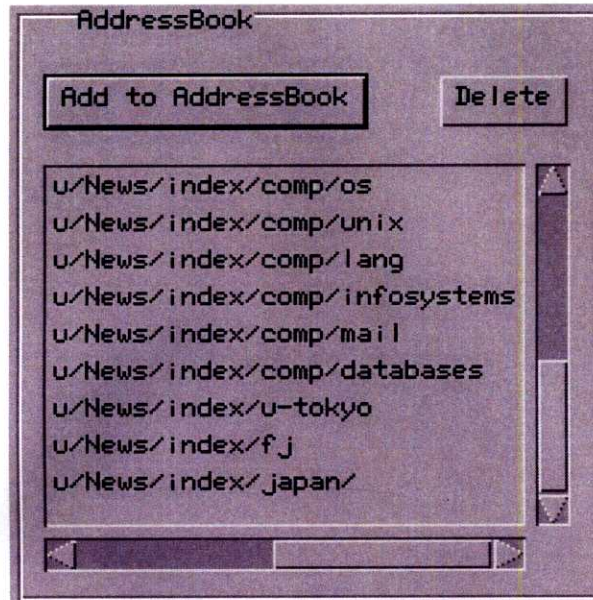 AddressBook
Add to AddressBook
Delete
u/News/index/comp/os
u/News/index/comp/unix
u/News/index/comp/lang
u/News/index/comp/infosystems
u/News/index/comp/mail
u/News/index/comp/databases
u/News/index/u-tokyo
u/News/index/fj
u/News/index/japan/